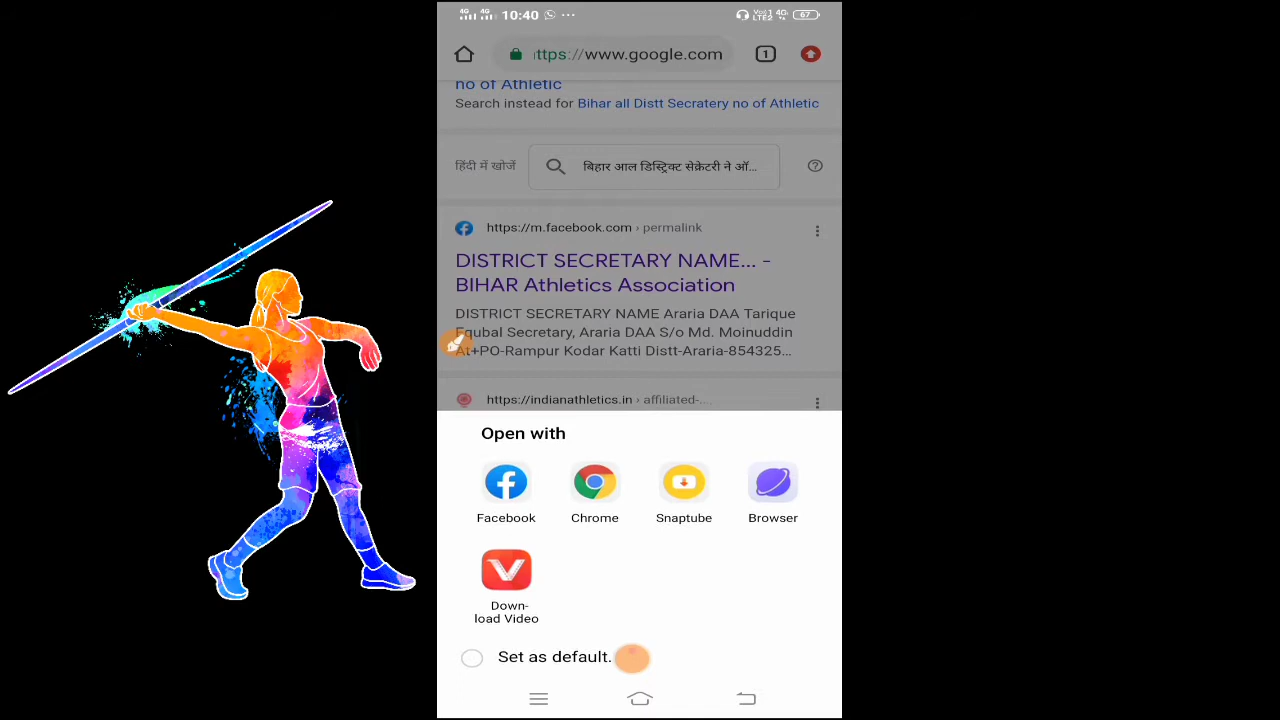 4G 4G 10:40 ... 4G 67
ttps://www.google.com 1
no of Athletic
Search instead for Bihar all Distt Secratery no of Athletic
हिंदी में खोजें बिहार आल डिस्ट्रिक्ट सेक्रेटरी ने ऑ...
https://m.facebook.com › permalink
DISTRICT SECRETARY NAME... -
BIHAR Athletics Association
DISTRICT SECRETARY NAME Araria DAA Tarique
Equbal Secretary, Araria DAA S/o Md. Moinuddin
At+PO-Rampur Kodar Katti Distt-Araria-854325...
https://indianathletics.in › affiliated-...
Open with
Facebook Chrome Snaptube Browser
Down-
load Video
Set as default.